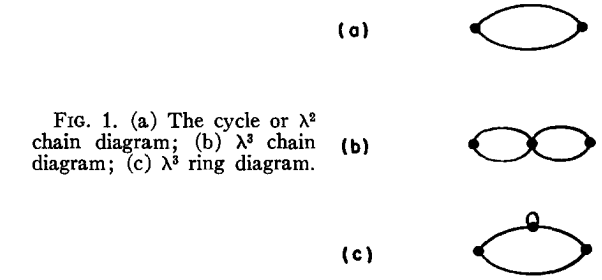 (a)
FIG. 1. (a) The cycle or λ²
chain diagram; (b) λ³ chain
diagram; (c) λ³ ring diagram.
(b)
(c)